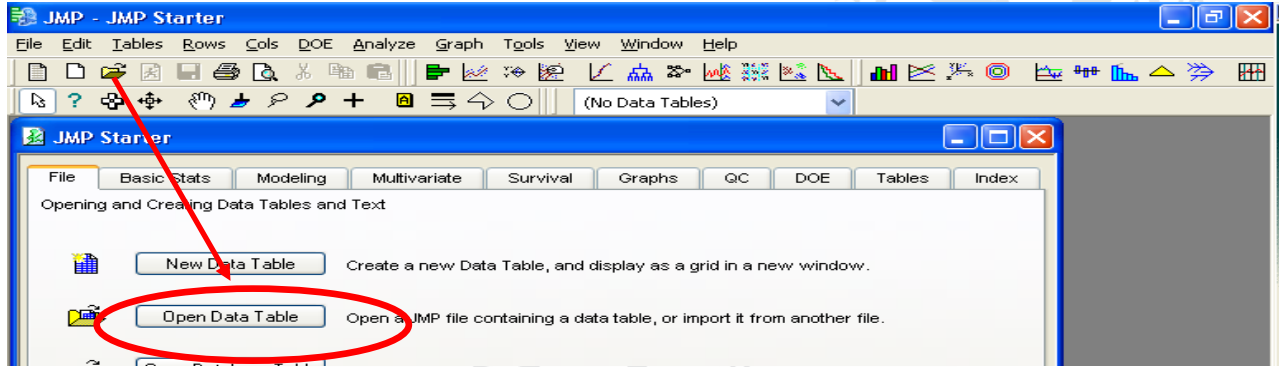 JMP - JMP Starter
File Edit Tables Rows Cols DOE Analyze Graph Tools View Window Help
(No Data Tables)
JMP Starter
File Basic Stats Modeling Multivariate Survival Graphs QC DOE Tables Index
Opening and Creating Data Tables and Text
New Data Table Create a new Data Table, and display as a grid in a new window.
Open Data Table Open a JMP file containing a data table, or import it from another file.